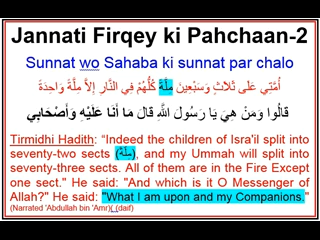 Jannati Firqey ki Pahchaan-2
Sunnat wo Sahaba ki sunnat par chalo
أُمَّتِي عَلَى ثَلَاثٍ وَسَبْعِينَ مِلَّةً كُلُّهُمْ فِي النَّارِ إِلَّا مِلَّةً وَاحِدَةً
قَالُوا وَمَنْ هِيَ يَا رَسُولَ اللَّهِ قَالَ مَا أَنَا عَلَيْهِ وَأَصْحَابِي
Tirmidhi Hadith: “Indeed the children of Isra'il split into
seventy-two sects (مِلَّةً), and my Ummah will split into
seventy-three sects. All of them are in the Fire Except
one sect." He said: "And which is it O Messenger of
Allah?" He said: "What I am upon and my Companions."
(Narrated 'Abdullah bin 'Amr)( (daif)